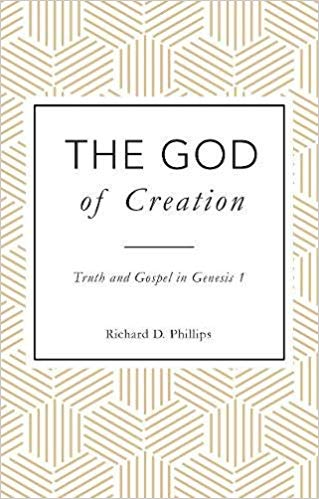 THE GOD
of Creation
Truth and Gospel in Genesis 1
Richard D. Phillips